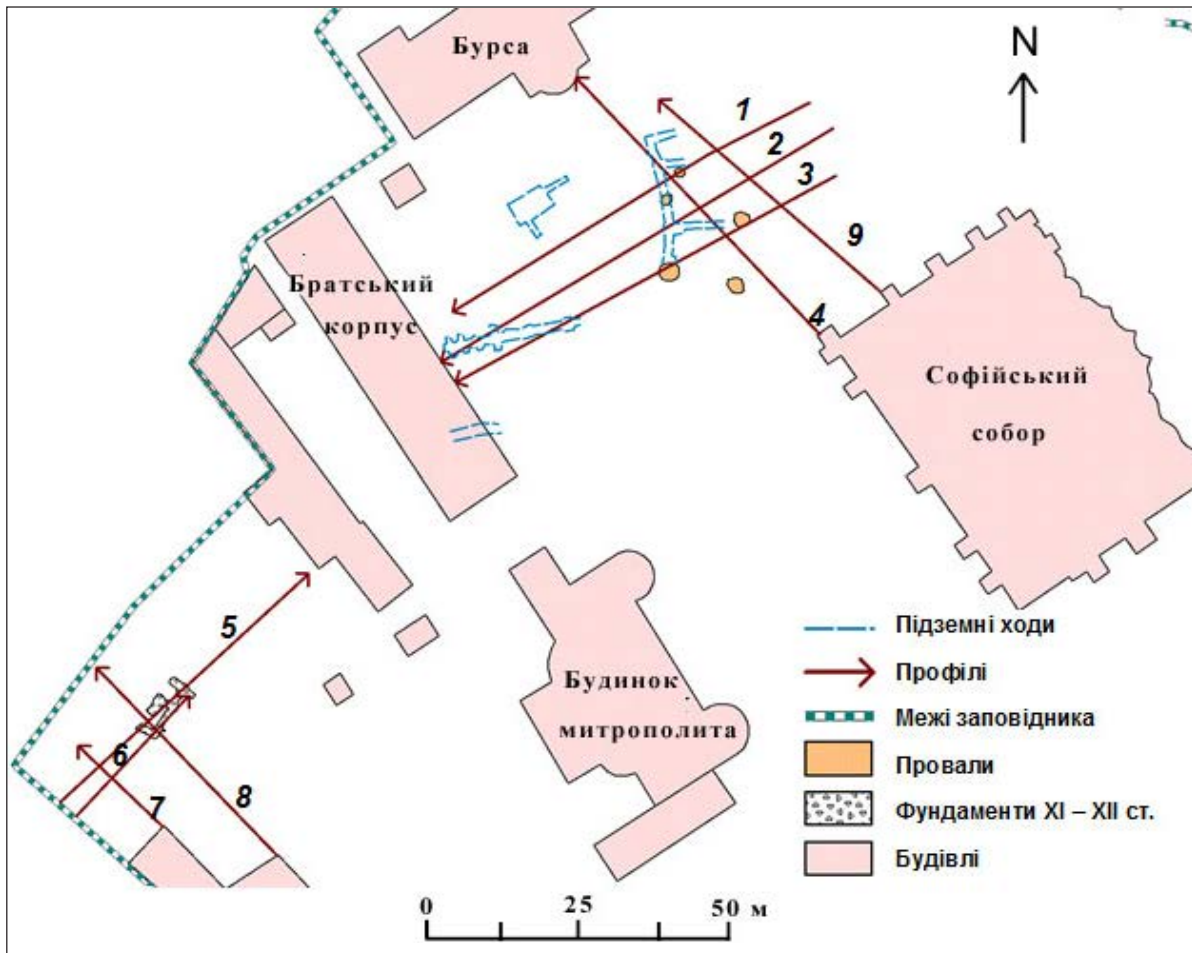 Бурса
N
1
2
3
9
4
Братський
корпус
Софійський
собор
5
6
7
8
Будинок
митрополита
Підземні ходи
Профілі
Межі заповідника
Провали
Фундаменти XI – XII ст.
Будівлі
0 25 50 м